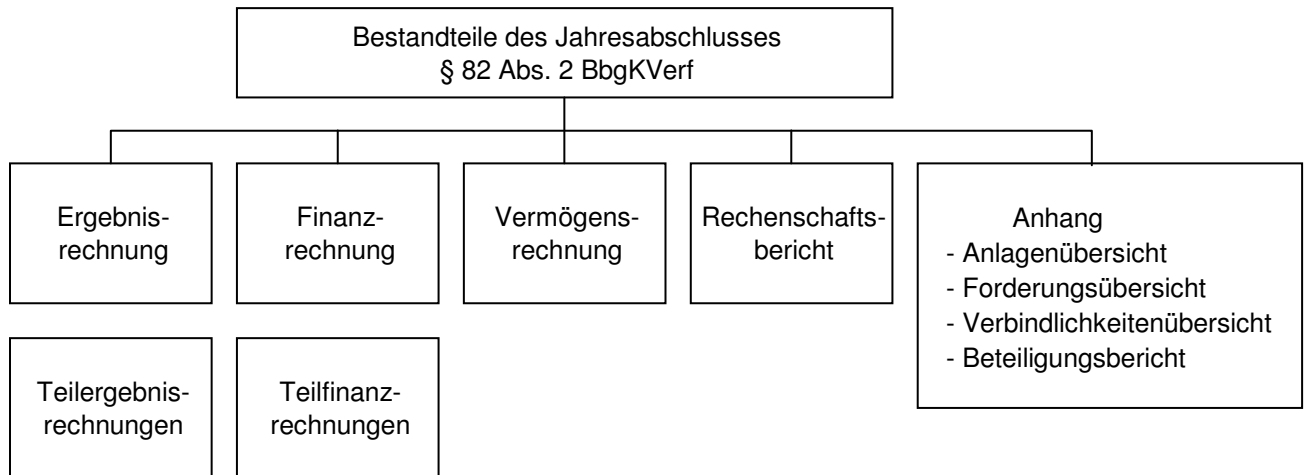 Bestandteile des Jahresabschlusses
§ 82 Abs. 2 BbgKVerf
Ergebnis-
rechnung
Finanz-
rechnung
Vermögens-
rechnung
Rechenschafts-
bericht
Anhang
- Anlagenübersicht
- Forderungsübersicht
- Verbindlichkeitenübersicht
- Beteiligungsbericht
Teilergebnis-
rechnungen
Teilfinanz-
rechnungen